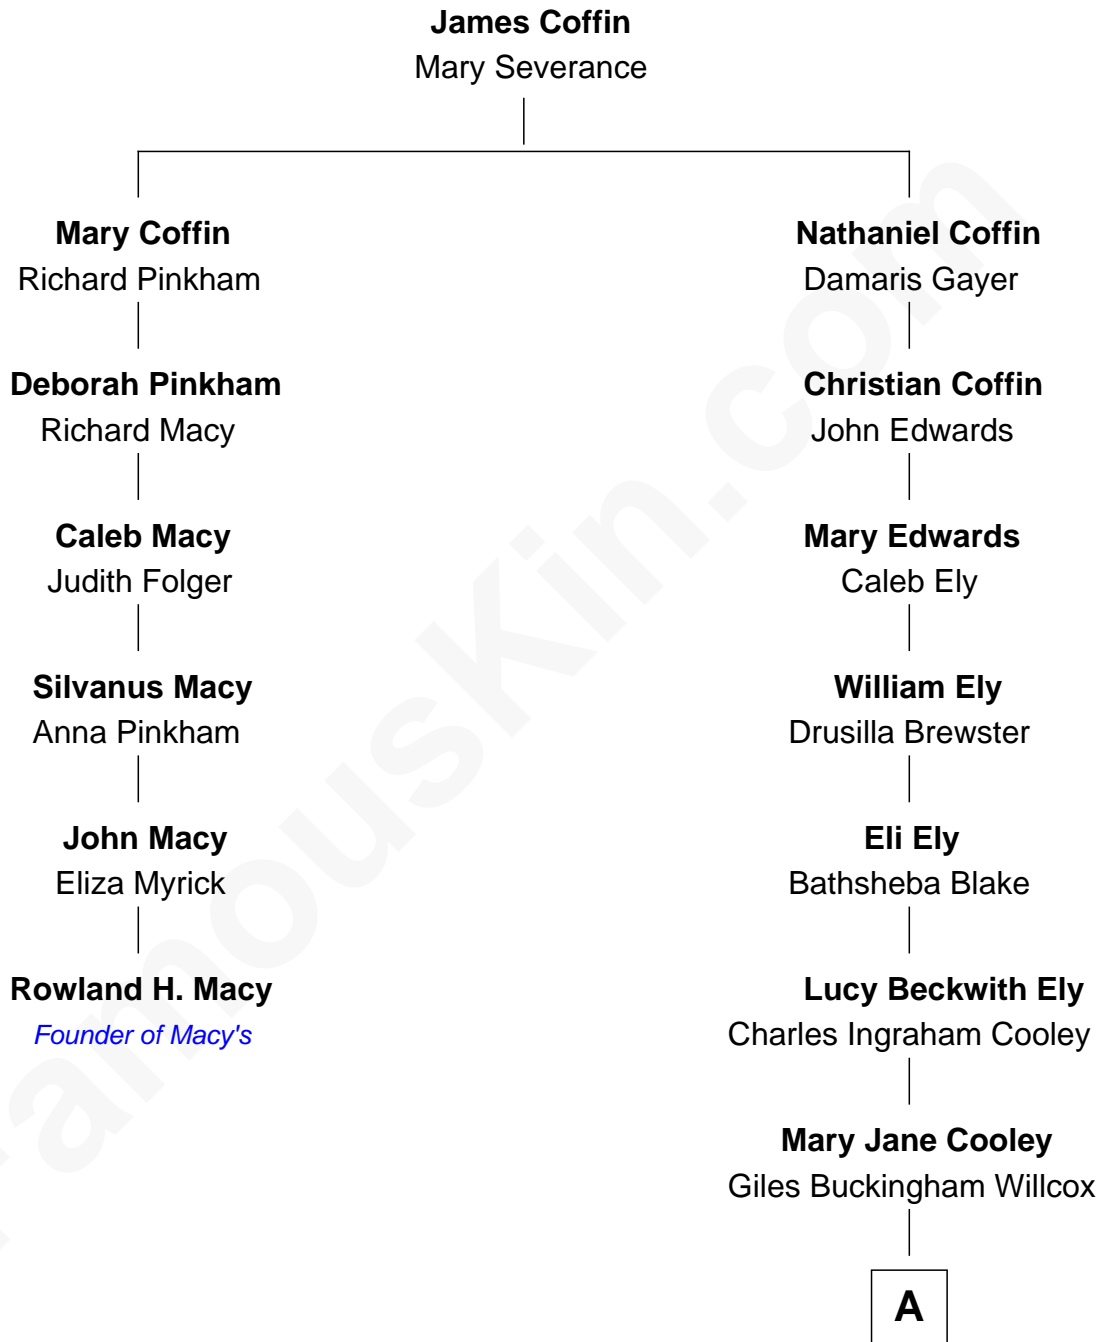 James Coffin
Mary Severance
Mary Coffin
Richard Pinkham
Nathaniel Coffin
Damaris Gayer
Deborah Pinkham
Richard Macy
Christian Coffin
John Edwards
Caleb Macy
Judith Folger
Mary Edwards
Caleb Ely
Silvanus Macy
Anna Pinkham
William Ely
Drusilla Brewster
John Macy
Eliza Myrick
Eli Ely
Bathsheba Blake
Rowland H. Macy
Founder of Macy's
Lucy Beckwith Ely
Charles Ingraham Cooley
Mary Jane Cooley
Giles Buckingham Willcox
A
FamousKin.com